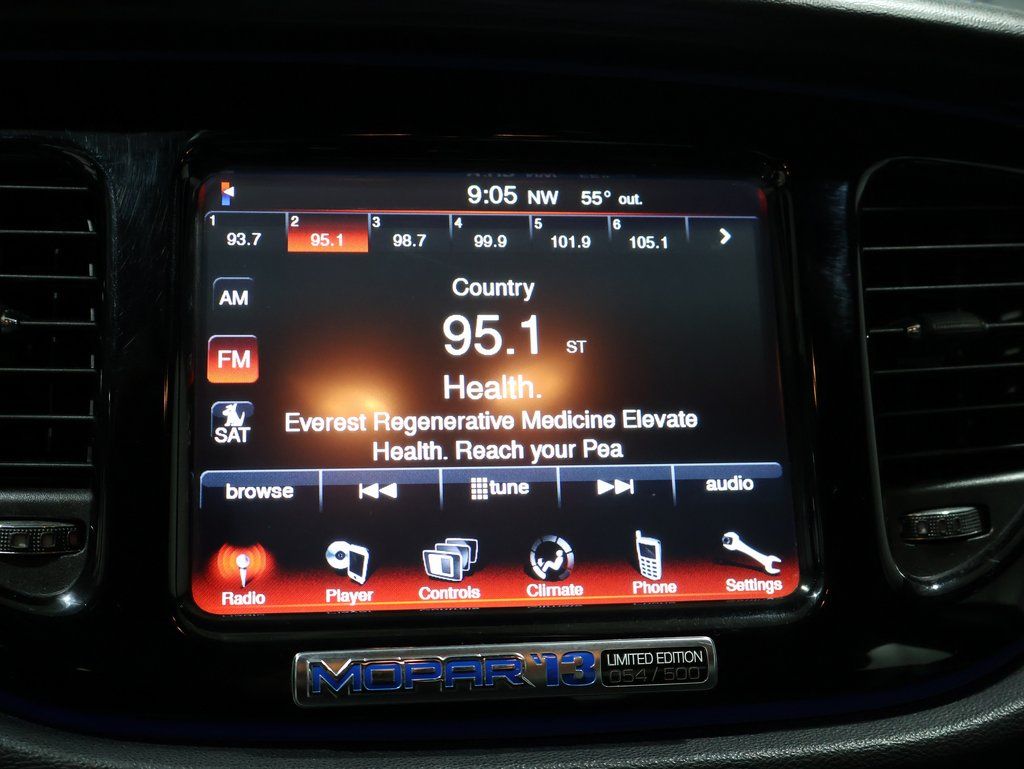 9:05 NW 55° out.
1 2 3 4 5 6
93.7 95.1 98.7 99.9 101.9 105.1
AM
Country
95.1 ST
FM
Health.
SAT
Everest Regenerative Medicine Elevate
Health. Reach your Pea
browse tune audio
Radio Player Controls Climate Phone Settings
MOPAR '13 LIMITED EDITION
054 / 500